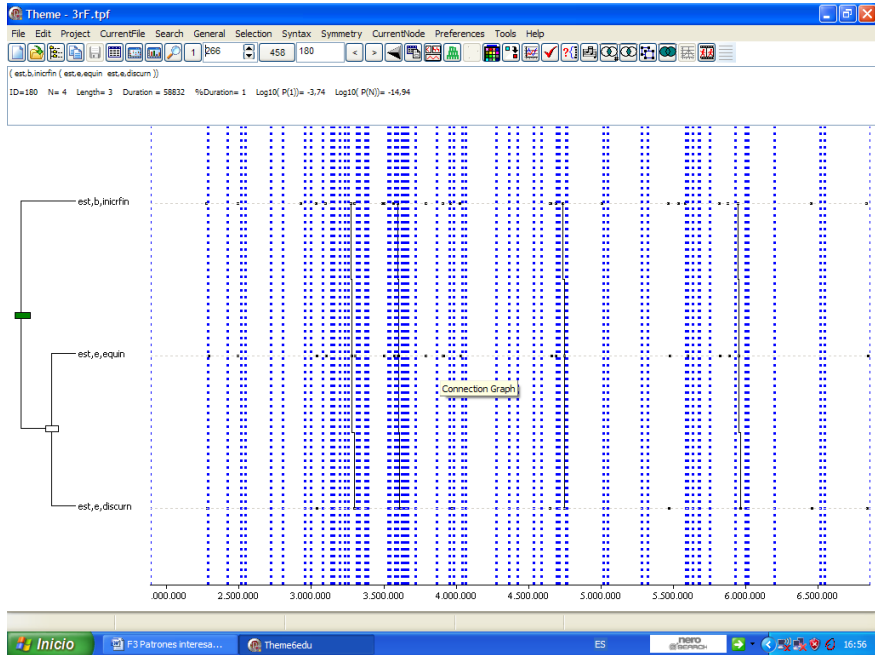 Theme - 3rF.tpf
File Edit Project CurrentFile Search General Selection Syntax Symmetry CurrentNode Preferences Tools Help
1 266 458 180 < >
( est,b,inicrfin ( est,e,equin est,e,discurn ))
ID=180 N= 4 Length= 3 Duration = 58832 %Duration= 1 Log10( P(1))= -3,74 Log10( P(N))= -14,94
est,b,inicrfin
est,e,equin
Connection Graph
est,e,discurn
.000.000 2.500.000 3.000.000 3.500.000 4.000.000 4.500.000 5.000.000 5.500.000 6.000.000 6.500.000
Inicio F3 Patrones interesa... Theme6edu ES nero SEARCH 16:56